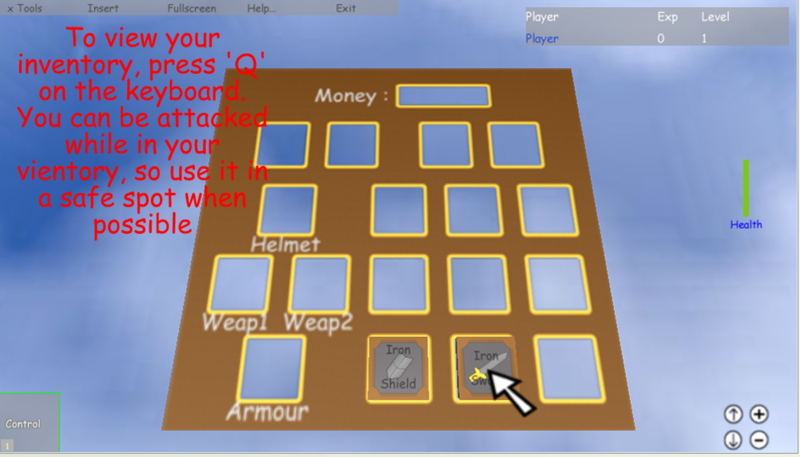 x Tools Insert Fullscreen Help... Exit
Player Exp Level
Player 0 1
To view your
inventory, press 'Q'
on the keyboard.
You can be attacked
while in your
vientory, so use it in
a safe spot when
possible
Money :
Health
Helmet
Weap1 Weap2
Iron
Shield
Iron
Armour
Control
1